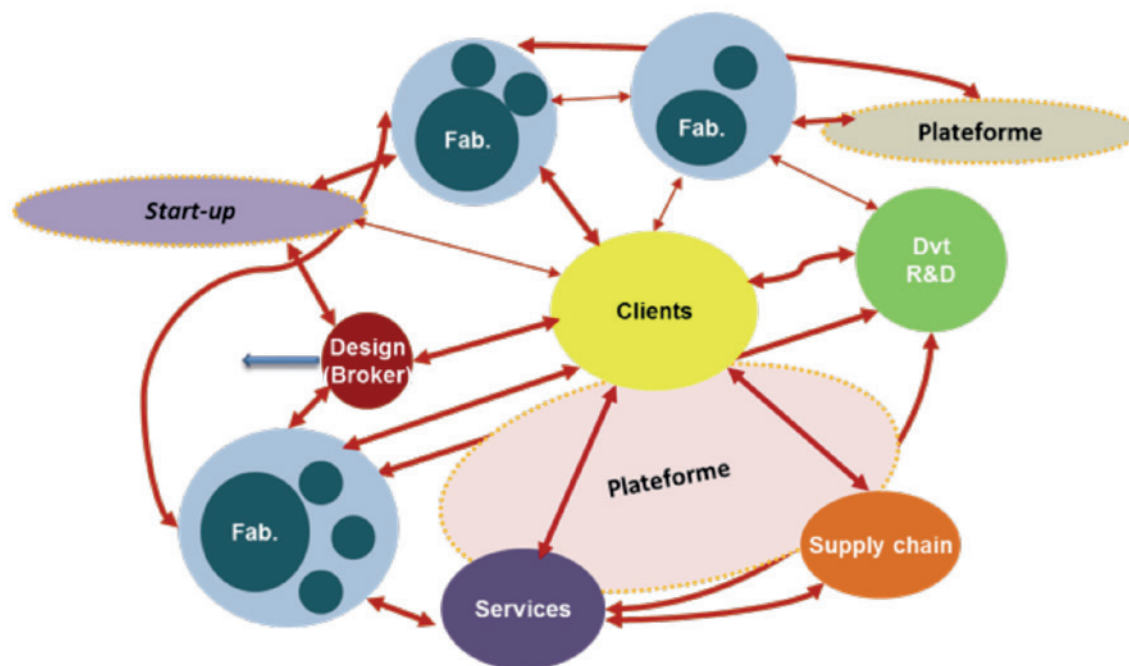 Fab.
Fab.
Plateforme
Start-up
Dvt
R&D
Clients
Design
(Broker)
Plateforme
Fab.
Supply chain
Services